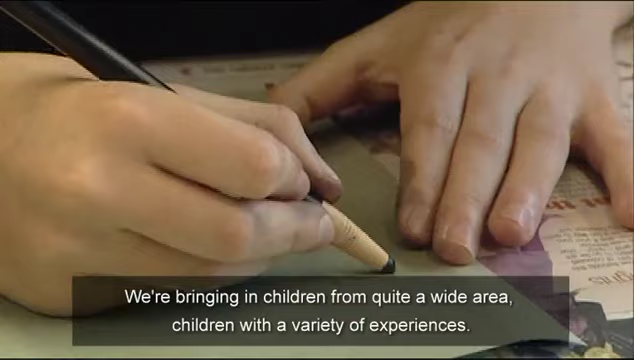 We're bringing in children from quite a wide area,
children with a variety of experiences.